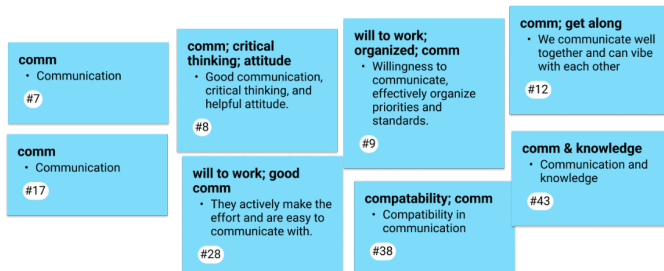 comm
• Communication
#7
comm
• Communication
#17
comm; critical
thinking; attitude
• Good communication,
critical thinking, and
helpful attitude.
#8
will to work; good
comm
• They actively make the
effort and are easy to
communicate with.
#28
will to work;
organized; comm
• Willingness to
communicate,
effectively organize
priorities and
standards.
#9
compatability; comm
• Compatibility in
communication
#38
comm; get along
• We communicate well
together and can vibe
with each other
#12
comm & knowledge
• Communication and
knowledge
#43